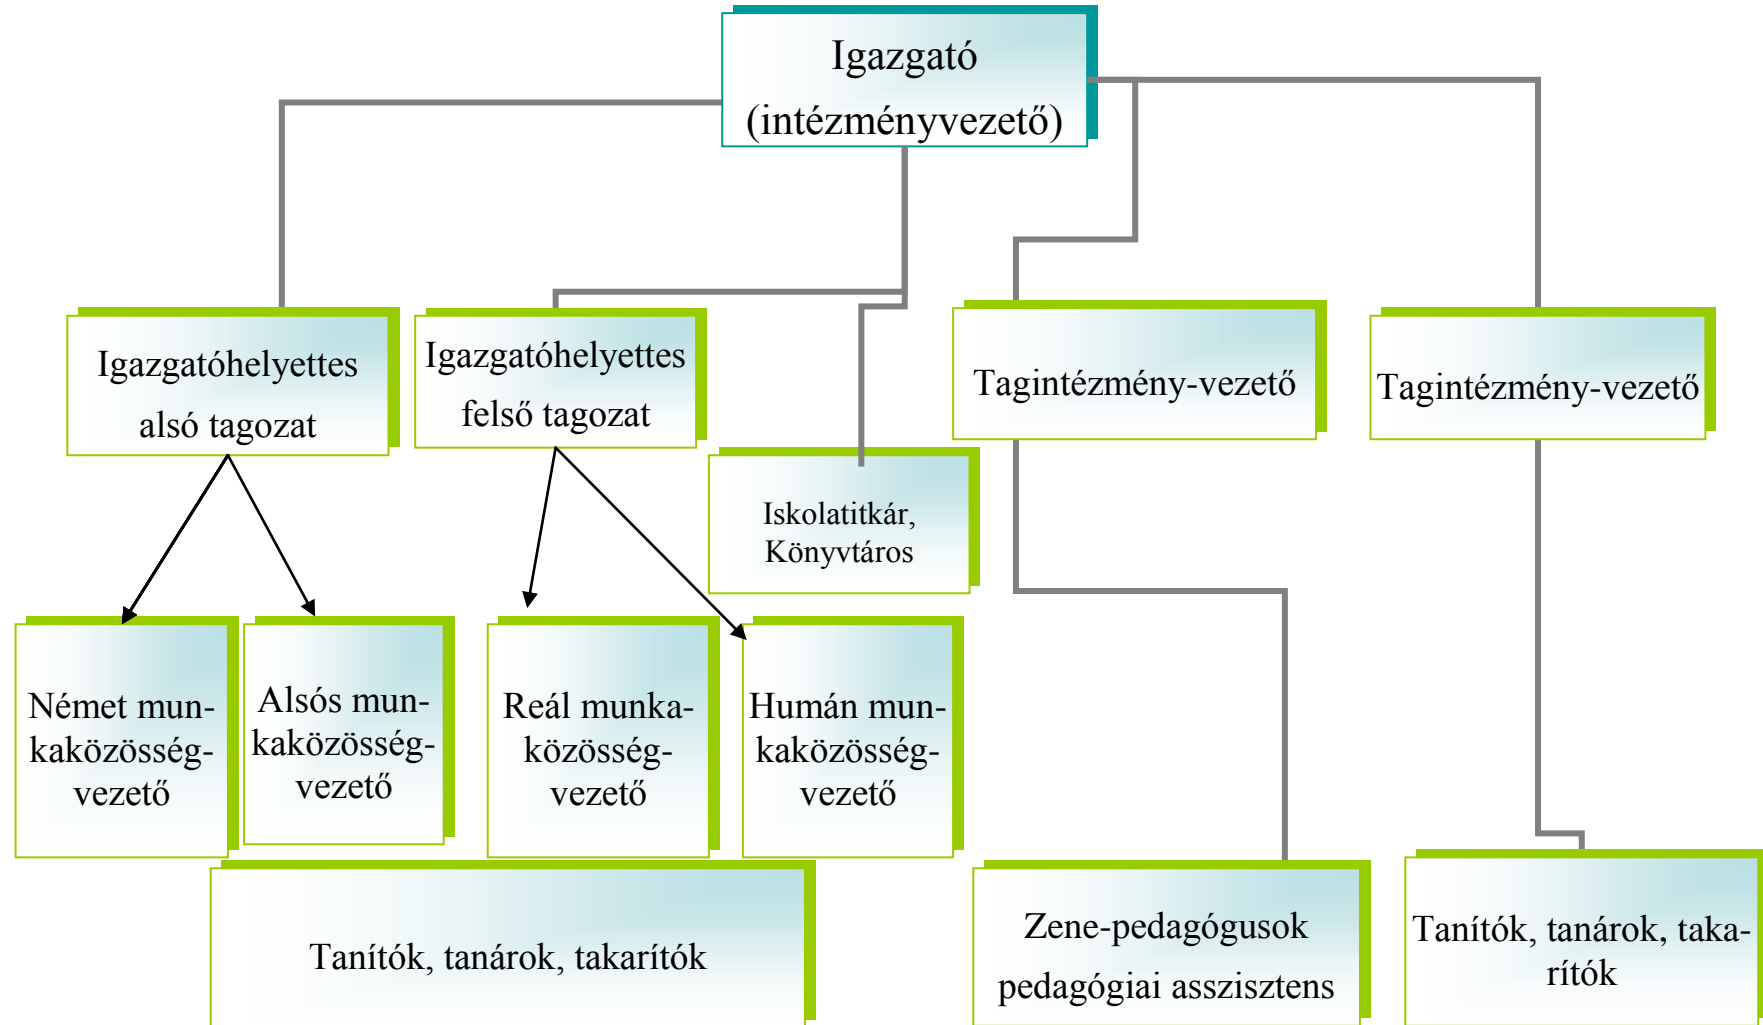 Igazgató
(intézményvezető)
Igazgatóhelyettes
alsó tagozat
Igazgatóhelyettes
felső tagozat
Tagintézmény-vezető
Tagintézmény-vezető
Iskolatitkár,
Könyvtáros
Német mun-
kaközösség-
vezető
Alsós mun-
kaközösség-
vezető
Reál munka-
közösség-
vezető
Humán mun-
kaközösség-
vezető
Tanítók, tanárok, takarítók
Zene-pedagógusok
pedagógiai asszisztens
Tanítók, tanárok, taka-
rítók